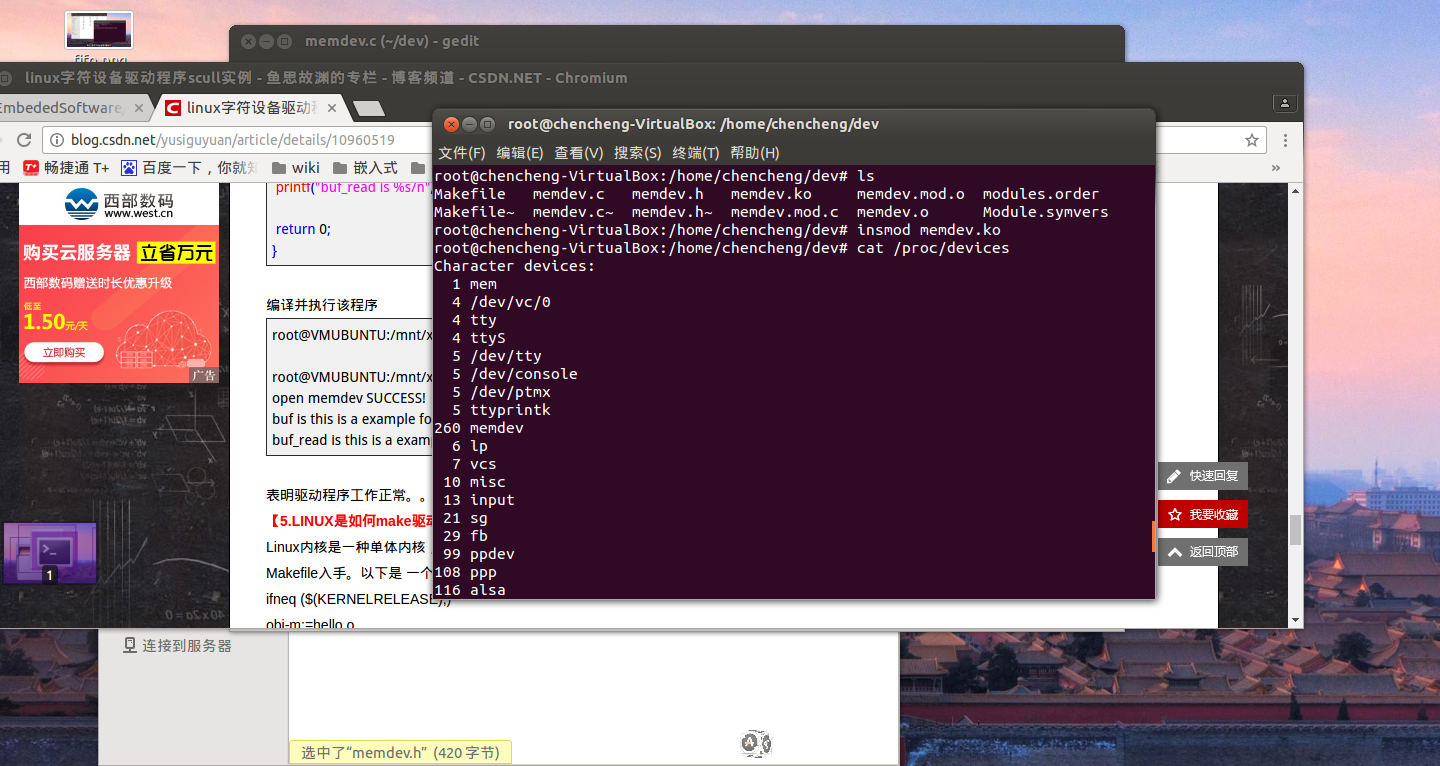 memdev.c (~/dev) - gedit
linux字符设备驱动程序scull实例 - 鱼思故渊的专栏 - 博客频道 - CSDN.NET - Chromium
EmbededSoftware
linux字符设备驱动
blog.csdn.net/yusiguyuan/article/details/10960519
用 畅捷通 T+ 百度一下，你就知 wiki 嵌入式 »
西部数码
www.west.cn
购买云服务器 立省万元
西部数码赠送时长优惠升级
低至
1.50元/天
立即购买
广告
printf("buf_read is %s/n"
return 0;
}
编译并执行该程序
root@VMUBUNTU:/mnt/x
root@VMUBUNTU:/mnt/x
open memdev SUCCESS!
buf is this is a example fo
buf_read is this is a exam
表明驱动程序工作正常。。
【5.LINUX是如何make驱动
Linux内核是一种单体内核
Makefile入手。以下是 一个
ifneq ($(KERNELRELEASE),)
obj-m:=hello.o
root@chencheng-VirtualBox: /home/chencheng/dev
文件(F) 编辑(E) 查看(V) 搜索(S) 终端(T) 帮助(H)
root@chencheng-VirtualBox:/home/chencheng/dev# ls
Makefile memdev.c memdev.h memdev.ko memdev.mod.o modules.order
Makefile~ memdev.c~ memdev.h~ memdev.mod.c memdev.o Module.symvers
root@chencheng-VirtualBox:/home/chencheng/dev# insmod memdev.ko
root@chencheng-VirtualBox:/home/chencheng/dev# cat /proc/devices
Character devices:
1 mem
4 /dev/vc/0
4 tty
4 ttyS
5 /dev/tty
5 /dev/console
5 /dev/ptmx
5 ttyprintk
260 memdev
6 lp
7 vcs
10 misc
13 input
21 sg
29 fb
99 ppdev
108 ppp
116 alsa
快速回复
我要收藏
返回顶部
1
连接到服务器
选中了“memdev.h” (420 字节)